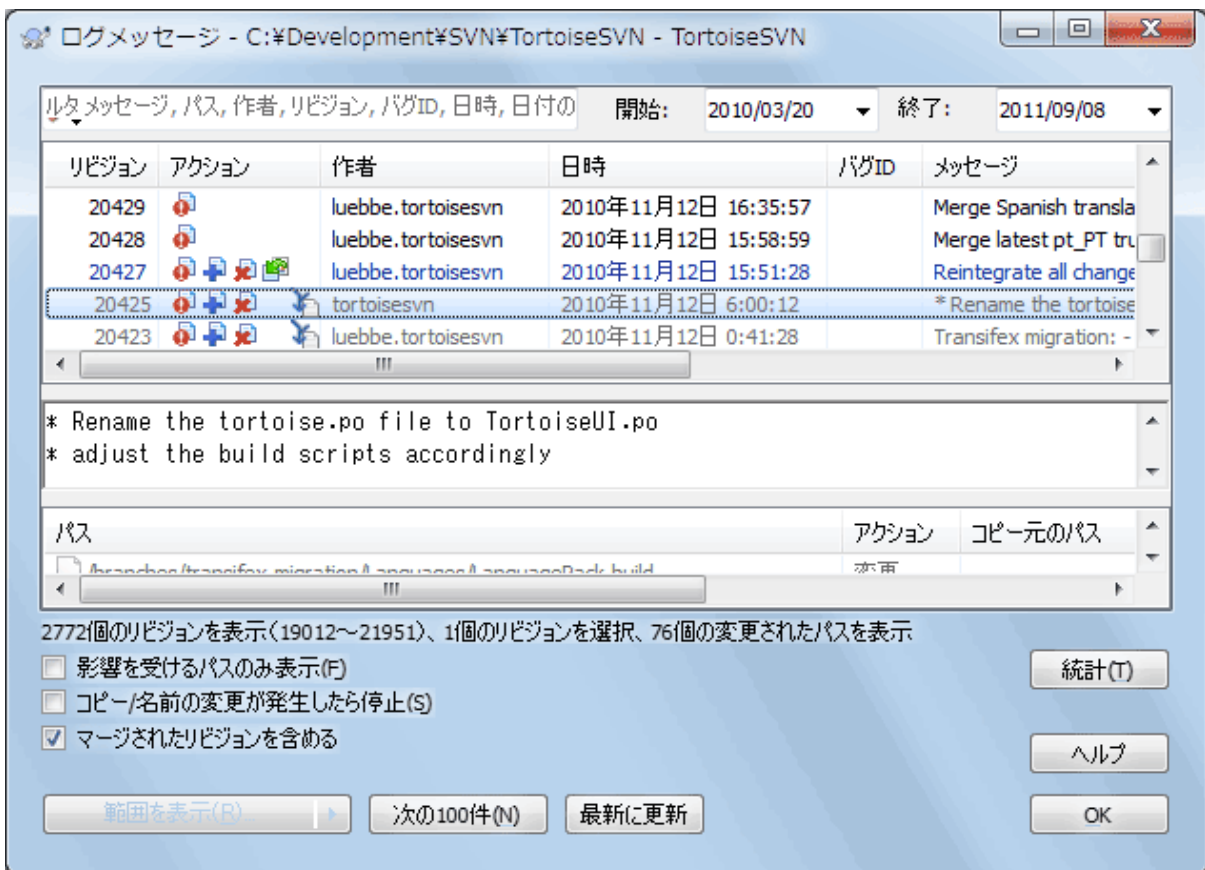 ログメッセージ - C:¥Development¥SVN¥TortoiseSVN - TortoiseSVN
ルタ メッセージ, パス, 作者, リビジョン, バグID, 日時, 日付の 開始: 2010/03/20 終了: 2011/09/08
リビジョン アクション 作者 日時 バグID メッセージ
20429 luebbe.tortoisesvn 2010年11月12日 16:35:57 Merge Spanish transla
20428 luebbe.tortoisesvn 2010年11月12日 15:58:59 Merge latest pt_PT tru
20427 luebbe.tortoisesvn 2010年11月12日 15:51:28 Reintegrate all change
20425 tortoisesvn 2010年11月12日 6:00:12 * Rename the tortoise
20423 luebbe.tortoisesvn 2010年11月12日 0:41:28 Transifex migration: -
* Rename the tortoise.po file to TortoiseUI.po
* adjust the build scripts accordingly
パス アクション コピー元のパス
/branches/transifex_migration/Languages/LanguagePack.build 変更
2772個のリビジョンを表示(19012～21951)、1個のリビジョンを選択、76個の変更されたパスを表示
影響を受けるパスのみ表示(F)
統計(T)
コピー/名前の変更が発生したら停止(S)
マージされたリビジョンを含める
ヘルプ
範囲を表示(R)... 次の100件(N) 最新に更新 OK